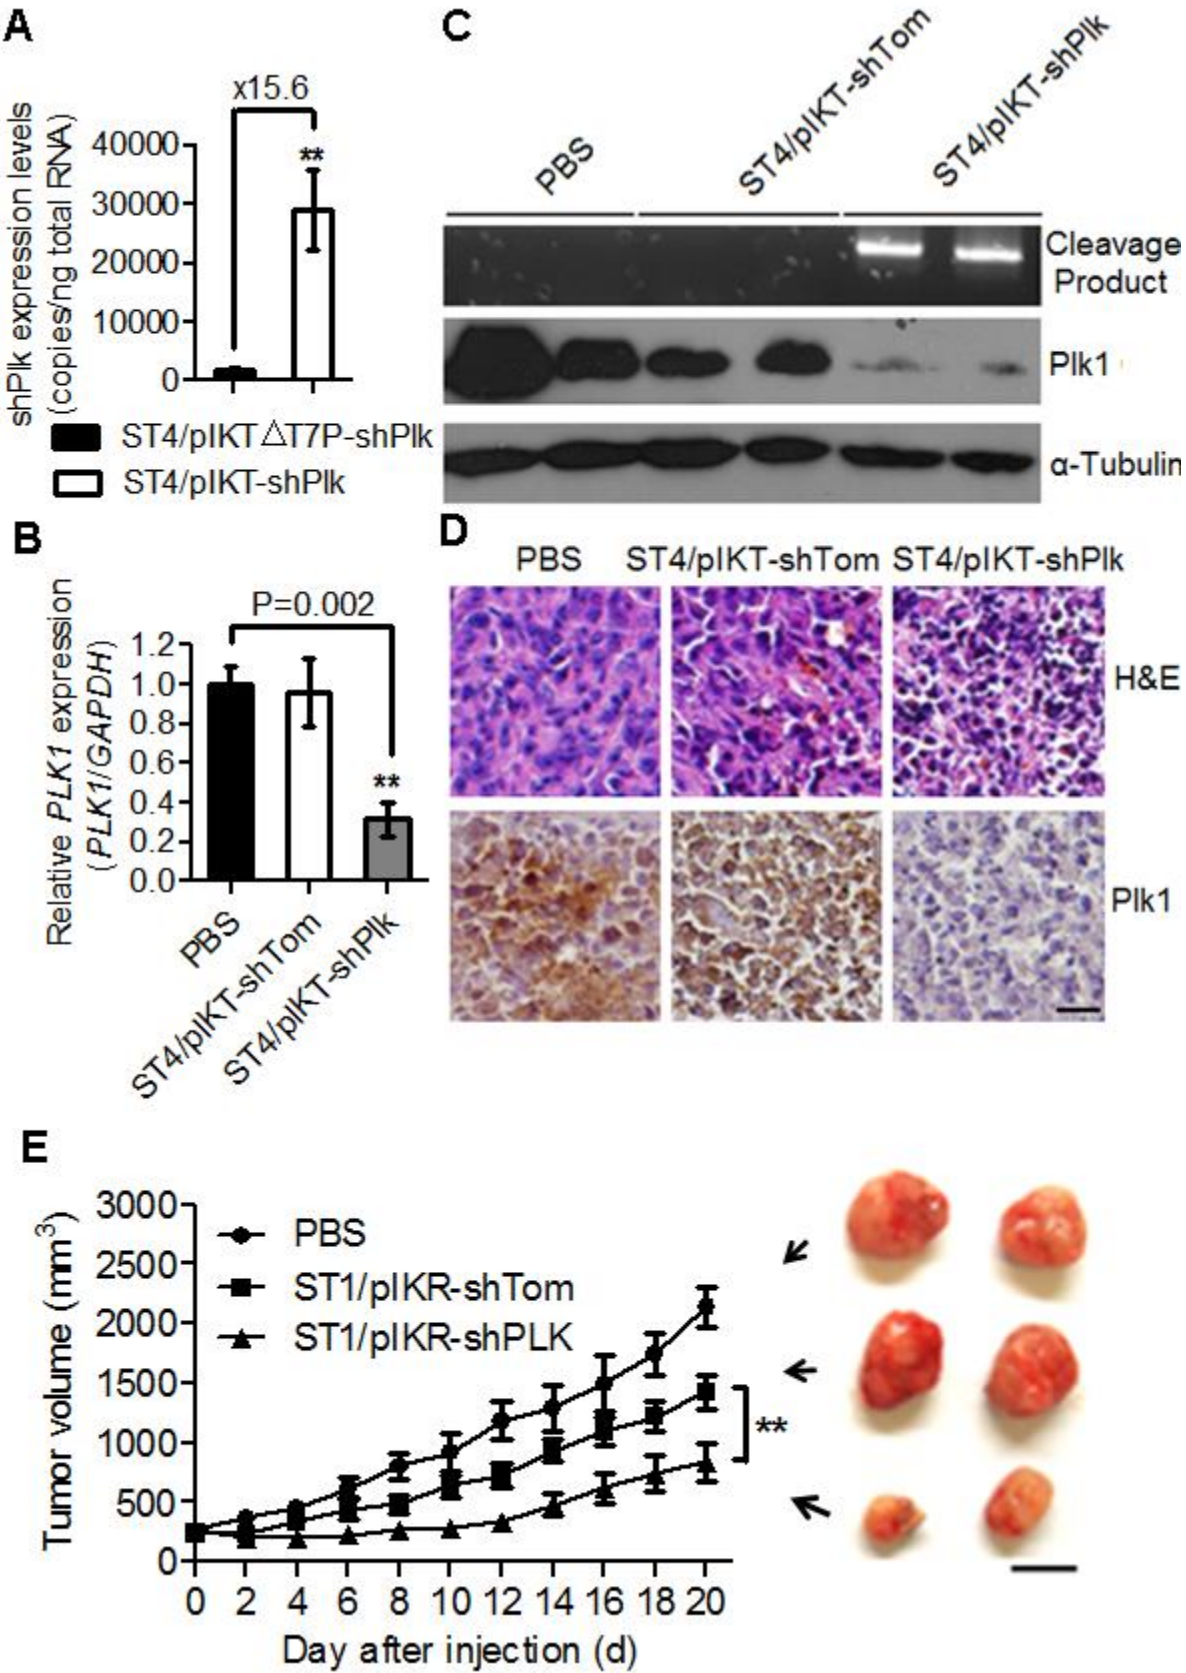 A
shPlk expression levels
(copies/ng total RNA)
x15.6
**
40000
30000
20000
10000
0
ST4/pIKT△T7P-shPlk
ST4/pIKT-shPlk
B
Relative PLK1 expression
(PLK1/GAPDH)
P=0.002
**
1.2
1.0
0.8
0.6
0.4
0.2
0.0
PBS
ST4/pIKT-shTom
ST4/pIKT-shPlk
C
PBS
ST4/pIKT-shTom
ST4/pIKT-shPlk
Cleavage
Product
Plk1
α-Tubulin
D
PBS ST4/pIKT-shTom ST4/pIKT-shPlk
H&E
Plk1
E
Tumor volume (mm³)
3000
2500
2000
1500
1000
500
0
PBS
ST1/pIKR-shTom
ST1/pIKR-shPLK
**
0 2 4 6 8 10 12 14 16 18 20
Day after injection (d)